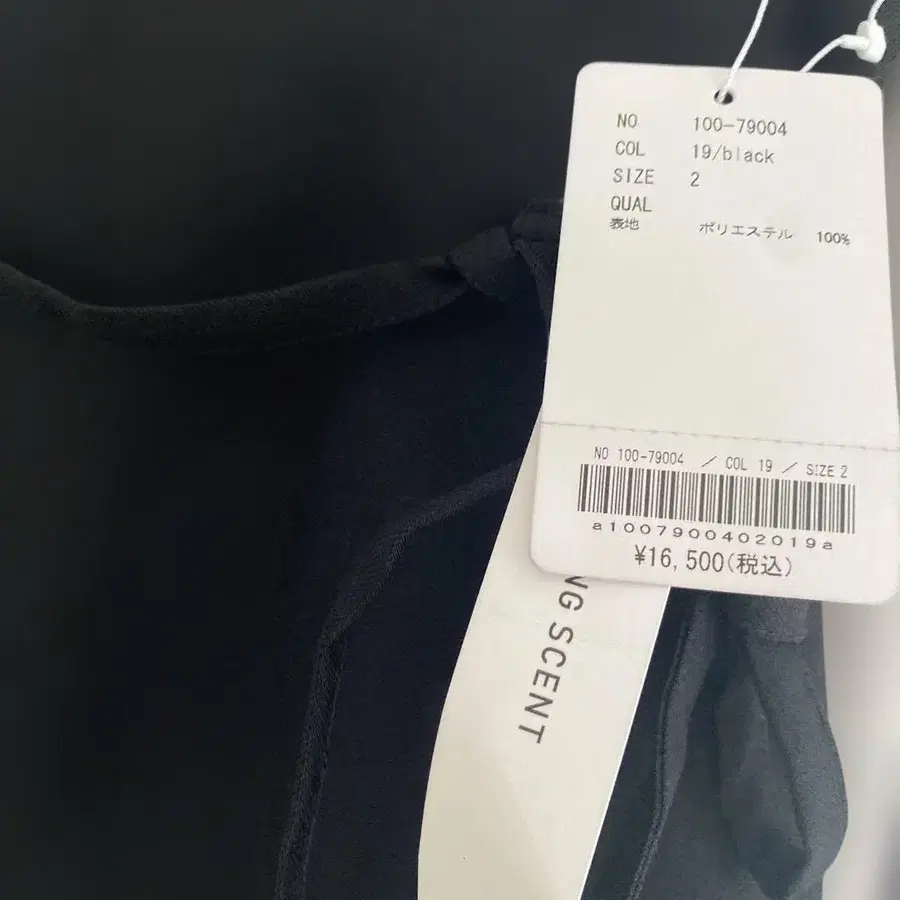 NO 100-79004
COL 19/black
SIZE 2
QUAL
表地 ポリエステル 100%
NO 100-79004 / COL 19 / SIZE 2
a1007900402019a
¥16,500(税込)
SCENT